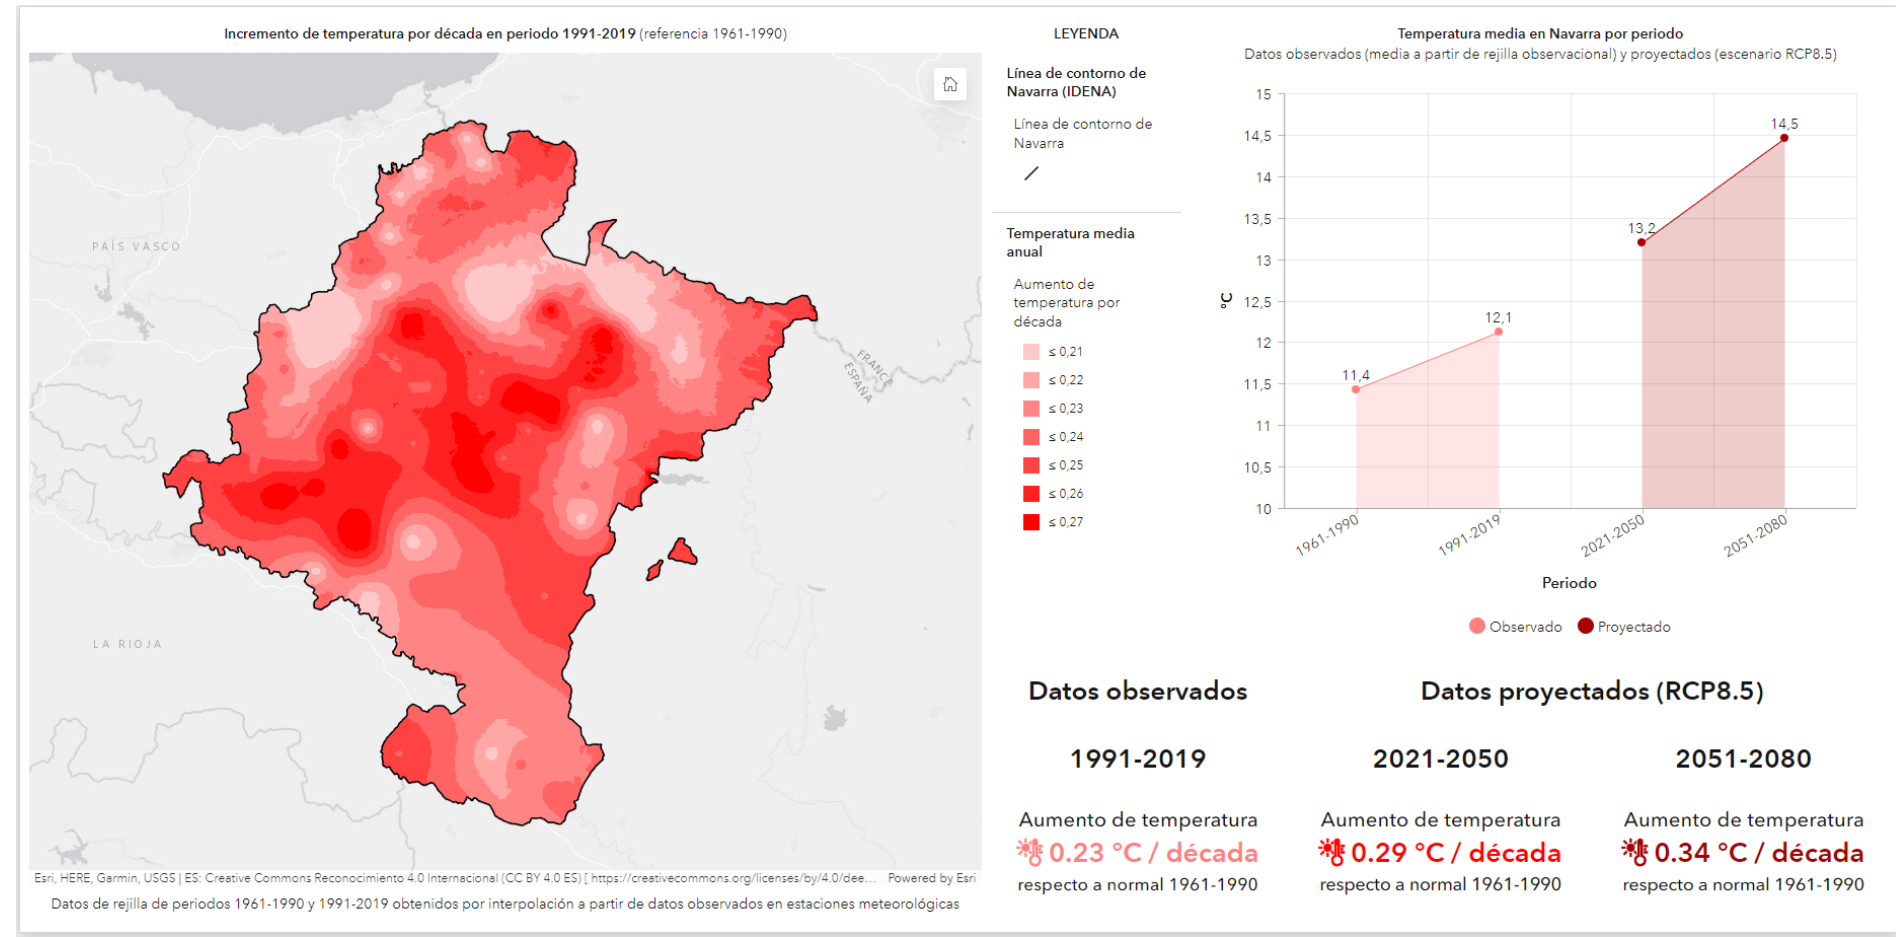 Incremento de temperatura por década en periodo 1991-2019 (referencia 1961-1990)
PAÍS VASCO
FRANCE
ESPAÑA
LA RIOJA
Esri, HERE, Garmin, USGS | ES: Creative Commons Reconocimiento 4.0 Internacional (CC BY 4.0 ES) [ https://creativecommons.org/licenses/by/4.0/dee... Powered by Esri
Datos de rejilla de periodos 1961-1990 y 1991-2019 obtenidos por interpolación a partir de datos observados en estaciones meteorológicas
LEYENDA
Línea de contorno de
Navarra (IDENA)
Línea de contorno de
Navarra
Temperatura media
anual
Aumento de
temperatura por
década
≤ 0,21
≤ 0,22
≤ 0,23
≤ 0,24
≤ 0,25
≤ 0,26
≤ 0,27
Temperatura media en Navarra por periodo
Datos observados (media a partir de rejilla observacional) y proyectados (escenario RCP8.5)
°C
15
14,5
14
13,5
13
12,5
12
11,5
11
10,5
10
11,4
12,1
13,2
14,5
1961-1990
1991-2019
2021-2050
2051-2080
Periodo
Observado
Proyectado
Datos observados
Datos proyectados (RCP8.5)
1991-2019
2021-2050
2051-2080
Aumento de temperatura
0.23 °C / década
respecto a normal 1961-1990
Aumento de temperatura
0.29 °C / década
respecto a normal 1961-1990
Aumento de temperatura
0.34 °C / década
respecto a normal 1961-1990